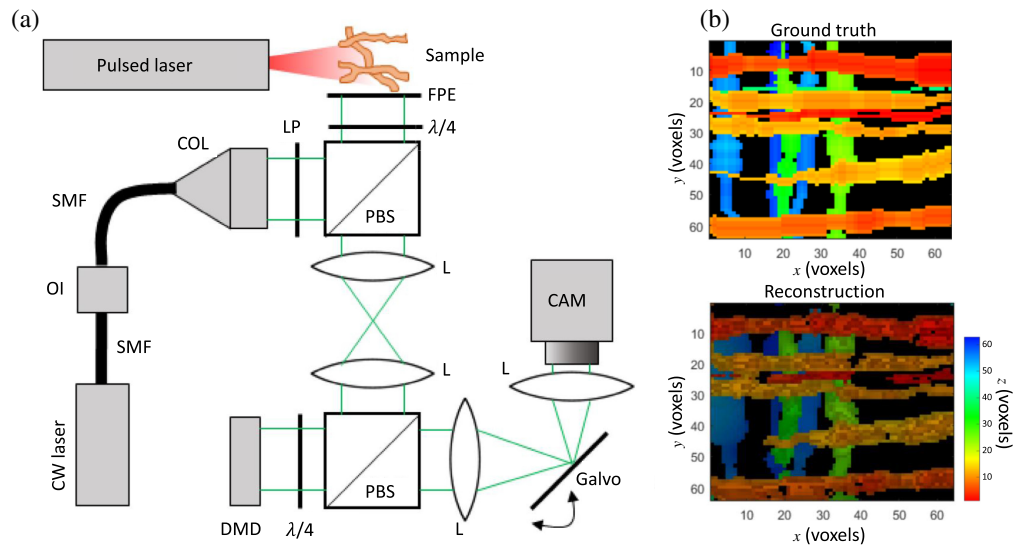 (a)
Pulsed laser
Sample
FPE
λ/4
LP
COL
PBS
SMF
OI
SMF
CW laser
L
L
CAM
L
Galvo
PBS
L
DMD
λ/4
(b)
Ground truth
10
20
30
40
50
60
y (voxels)
10 20 30 40 50 60
x (voxels)
Reconstruction
10
20
30
40
50
60
y (voxels)
10 20 30 40 50 60
x (voxels)
60
50
40
30
20
10
z (voxels)